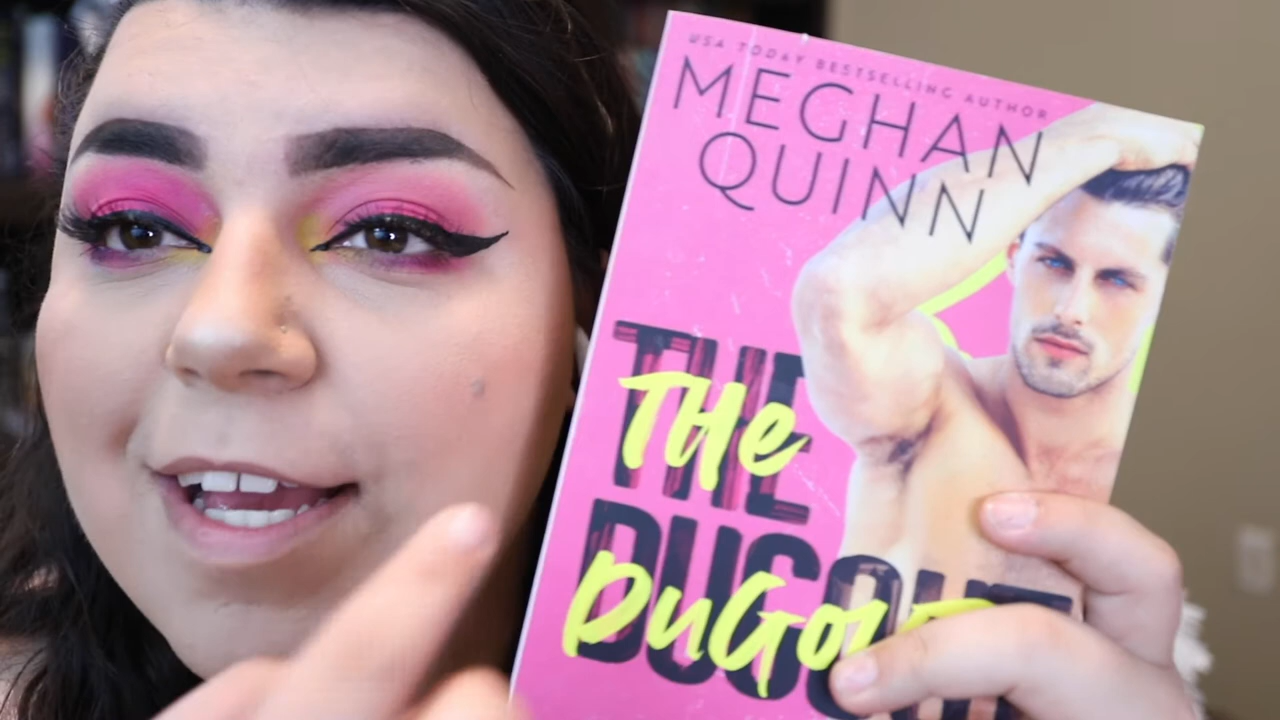 USA TODAY BESTSELLING AUTHOR
MEGHAN
QUINN
THE
THe
DUGOUT
DuGout